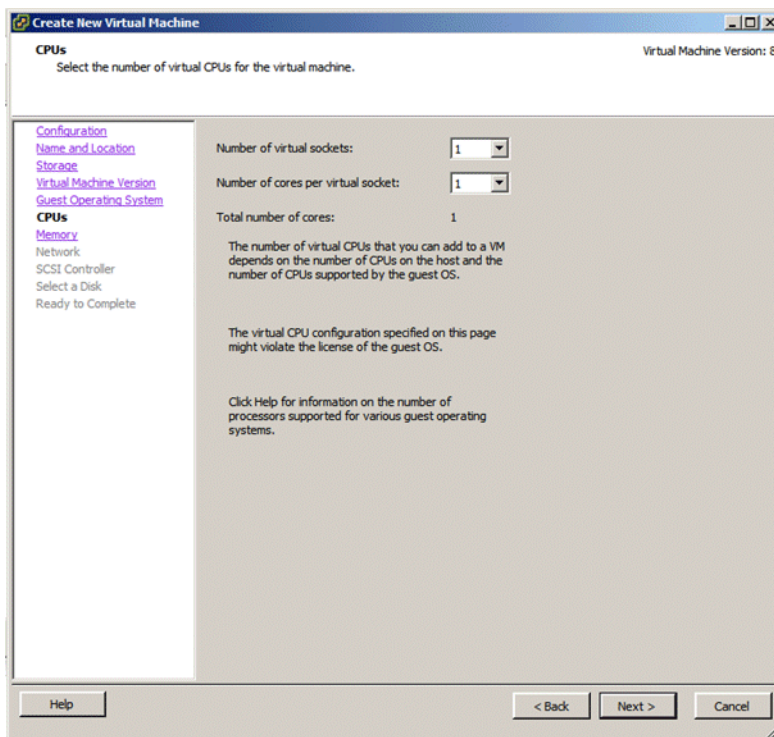 Create New Virtual Machine
CPUs
Select the number of virtual CPUs for the virtual machine.
Virtual Machine Version: 8
Configuration
Name and Location
Storage
Virtual Machine Version
Guest Operating System
CPUs
Memory
Network
SCSI Controller
Select a Disk
Ready to Complete
Number of virtual sockets: 1
Number of cores per virtual socket: 1
Total number of cores: 1
The number of virtual CPUs that you can add to a VM
depends on the number of CPUs on the host and the
number of CPUs supported by the guest OS.
The virtual CPU configuration specified on this page
might violate the license of the guest OS.
Click Help for information on the number of
processors supported for various guest operating
systems.
Help
< Back
Next >
Cancel